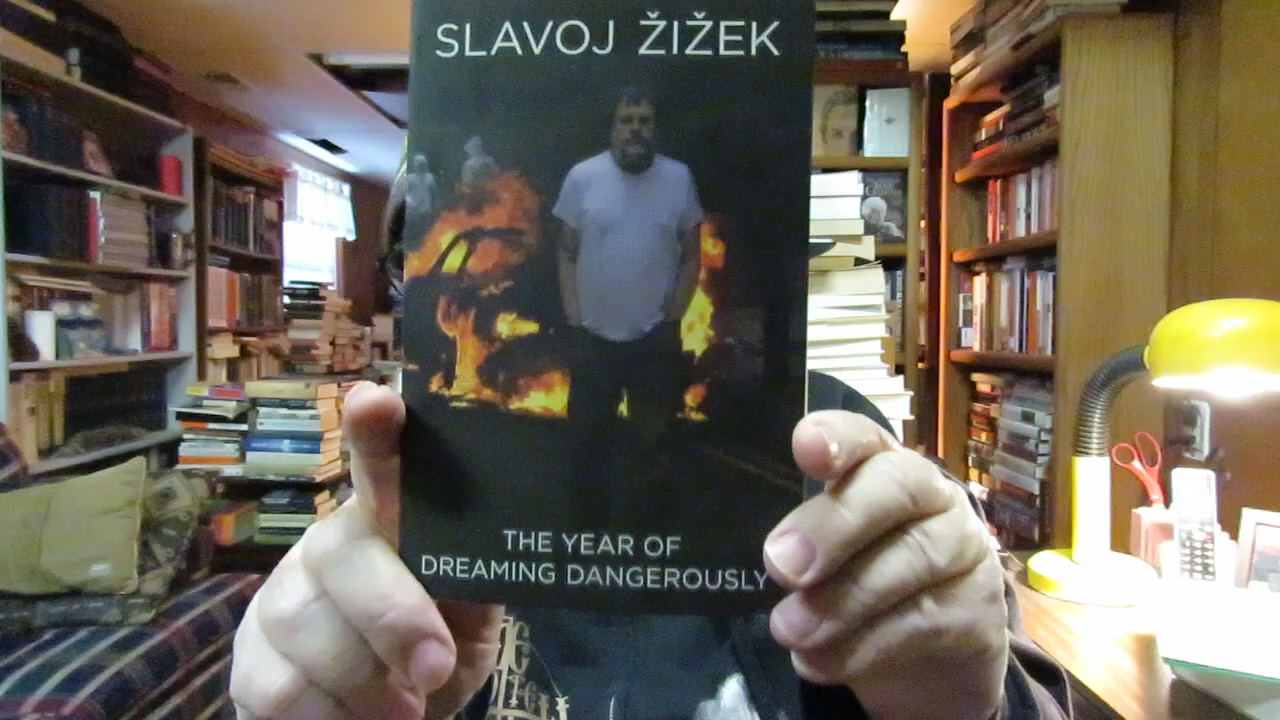 SLAVOJ ŽIŽEK
THE YEAR OF
DREAMING DANGEROUSLY